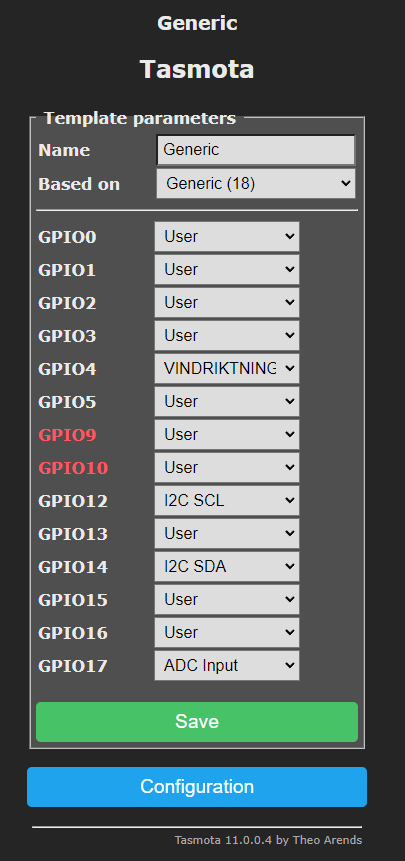 Generic
Tasmota
Template parameters
Name Generic
Based on Generic (18)
GPIO0 User
GPIO1 User
GPIO2 User
GPIO3 User
GPIO4 VINDRIKTNING
GPIO5 User
GPIO9 User
GPIO10 User
GPIO12 I2C SCL
GPIO13 User
GPIO14 I2C SDA
GPIO15 User
GPIO16 User
GPIO17 ADC Input
Save
Configuration
Tasmota 11.0.0.4 by Theo Arends